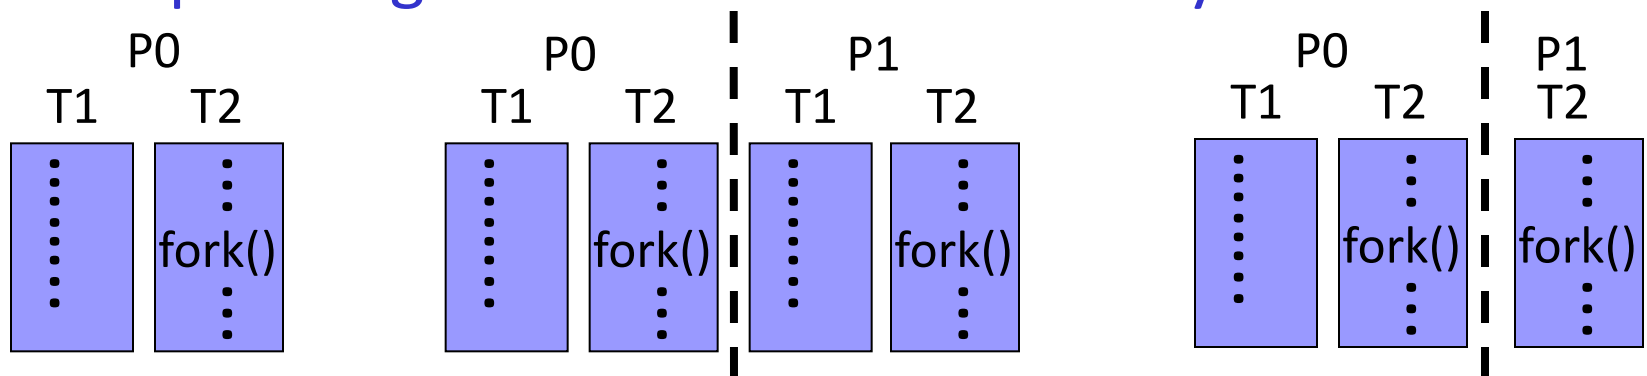 P0
T1 T2
fork()
P0 P1
T1 T2 T1 T2
fork() fork()
P0 P1
T1 T2 T2
fork() fork()